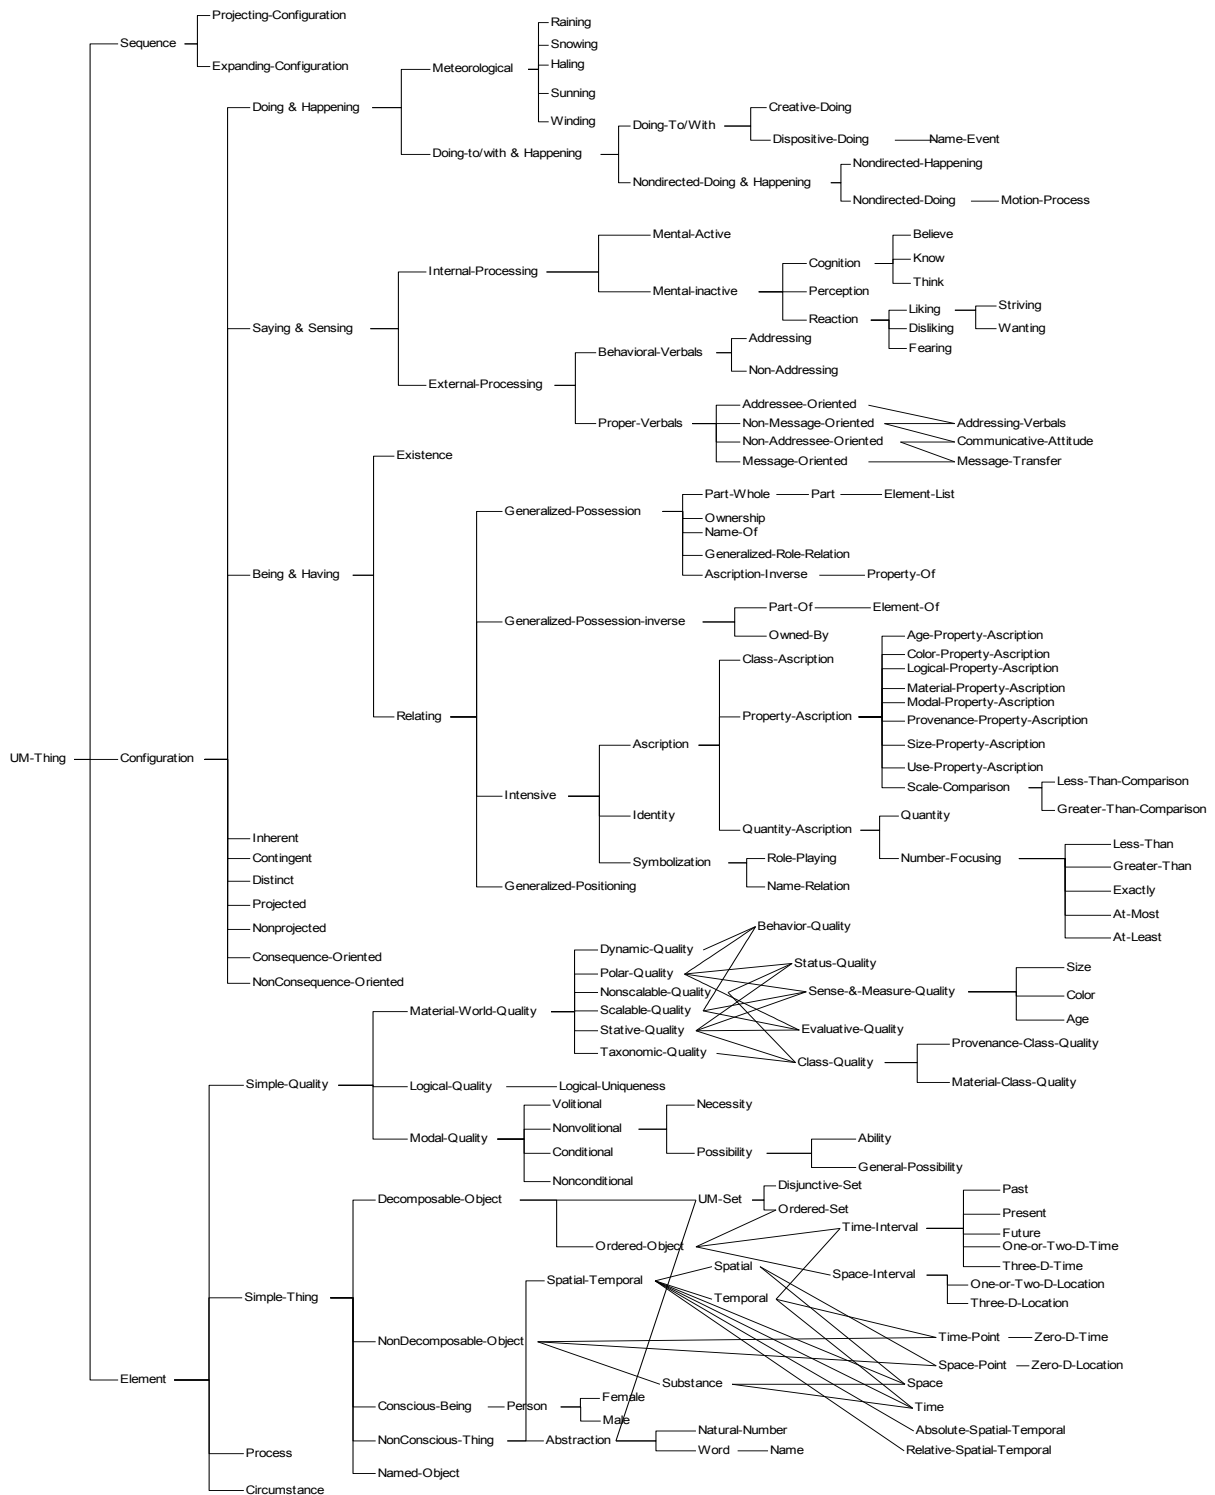 Projecting-Configuration
Sequence
Expanding-Configuration
Raining
Snowing
Meteorological
Haling
Sunning
Winding
Doing & Happening
Creative-Doing
Doing-To/With
Dispositive-Doing
Name-Event
Doing-to/with & Happening
Nondirected-Happening
Nondirected-Doing & Happening
Nondirected-Doing
Motion-Process
Mental-Active
Believe
Know
Cognition
Internal-Processing
Think
Mental-inactive
Perception
Striving
Liking
Reaction
Saying & Sensing
Disliking
Wanting
Addressing
Fearing
Behavioral-Verbals
Non-Addressing
External-Processing
Addressee-Oriented
Proper-Verbals
Non-Message-Oriented
Addressing-Verbals
Non-Addressee-Oriented
Communicative-Attitude
Existence
Message-Oriented
Message-Transfer
Part-Whole
Part
Element-List
Generalized-Possession
Ownership
Name-Of
Generalized-Role-Relation
Being & Having
Ascription-Inverse
Property-Of
Part-Of
Element-Of
Generalized-Possession-inverse
Owned-By
Age-Property-Ascription
Class-Ascription
Color-Property-Ascription
Logical-Property-Ascription
Material-Property-Ascription
Modal-Property-Ascription
Relating
Property-Ascription
Provenance-Property-Ascription
Ascription
Size-Property-Ascription
UM-Thing
Configuration
Use-Property-Ascription
Less-Than-Comparison
Scale-Comparison
Intensive
Greater-Than-Comparison
Identity
Quantity
Quantity-Ascription
Inherent
Less-Than
Contingent
Symbolization
Role-Playing
Number-Focusing
Greater-Than
Distinct
Generalized-Positioning
Name-Relation
Exactly
Projected
At-Most
Nonprojected
Behavior-Quality
At-Least
Dynamic-Quality
Consequence-Oriented
Status-Quality
Size
Polar-Quality
NonConsequence-Oriented
Nonscalable-Quality
Sense-&-Measure-Quality
Color
Material-World-Quality
Scalable-Quality
Age
Stative-Quality
Evaluative-Quality
Provenance-Class-Quality
Taxonomic-Quality
Class-Quality
Simple-Quality
Logical-Quality
Logical-Uniqueness
Material-Class-Quality
Volitional
Necessity
Nonvolitional
Modal-Quality
Ability
Conditional
Possibility
General-Possibility
Nonconditional
Disjunctive-Set
Past
Decomposable-Object
UM-Set
Ordered-Set
Present
Time-Interval
Future
Ordered-Object
One-or-Two-D-Time
Spatial
Three-D-Time
Spatial-Temporal
Space-Interval
One-or-Two-D-Location
Simple-Thing
Temporal
Three-D-Location
NonDecomposable-Object
Time-Point
Zero-D-Time
Space-Point
Zero-D-Location
Element
Substance
Space
Female
Conscious-Being
Person
Time
Male
NonConscious-Thing
Abstraction
Natural-Number
Absolute-Spatial-Temporal
Process
Word
Name
Relative-Spatial-Temporal
Named-Object
Circumstance